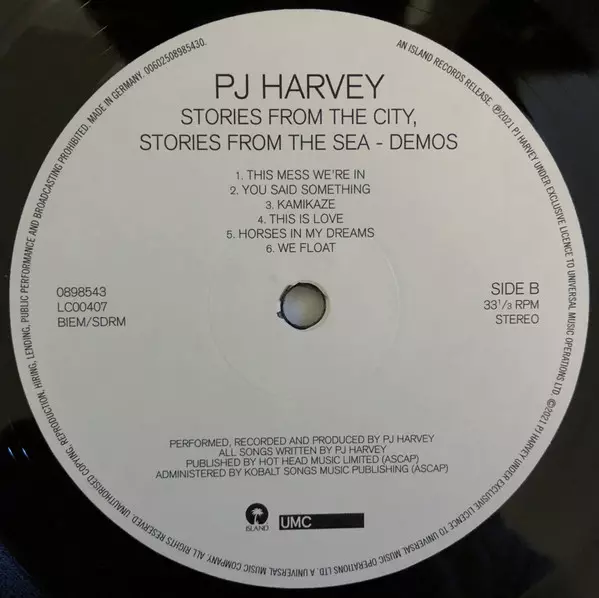 PJ HARVEY
STORIES FROM THE CITY,
STORIES FROM THE SEA - DEMOS
1. THIS MESS WE'RE IN
2. YOU SAID SOMETHING
3. KAMIKAZE
4. THIS IS LOVE
5. HORSES IN MY DREAMS
6. WE FLOAT
0898543
LC00407
BIEM/SDRM
SIDE B
33 1/3 RPM
STEREO
PERFORMED, RECORDED AND PRODUCED BY PJ HARVEY
ALL SONGS WRITTEN BY PJ HARVEY
PUBLISHED BY HOT HEAD MUSIC LIMITED (ASCAP)
ADMINISTERED BY KOBALT SONGS MUSIC PUBLISHING (ASCAP)
ISLAND
UMC
AN ISLAND RECORDS RELEASE. ℗2021 PJ HARVEY UNDER EXCLUSIVE LICENCE TO UNIVERSAL MUSIC OPERATIONS LTD. ©2021 PJ HARVEY UNDER EXCLUSIVE LICENCE TO UNIVERSAL MUSIC OPERATIONS LTD. A UNIVERSAL MUSIC COMPANY. ALL RIGHTS RESERVED. UNAUTHORISED COPYING, REPRODUCTION, HIRING, LENDING, PUBLIC PERFORMANCE AND BROADCASTING PROHIBITED. MADE IN GERMANY. 00602508985430.